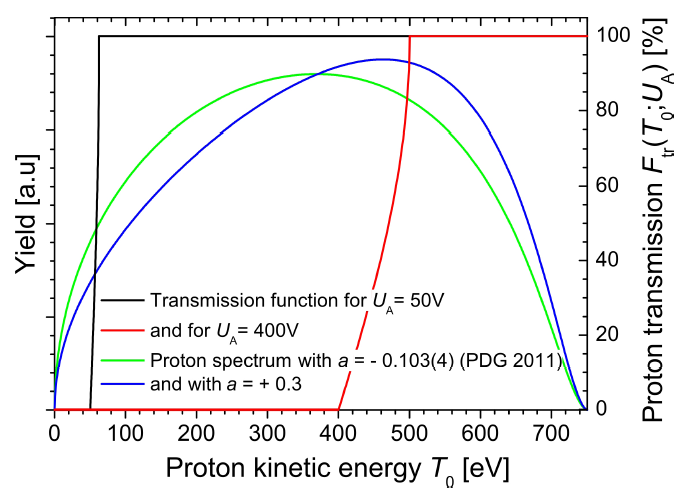 Yield [a.u]
Transmission function for U_A = 50V
and for U_A = 400V
Proton spectrum with a = - 0.103(4) (PDG 2011)
and with a = + 0.3
0 100 200 300 400 500 600 700
Proton kinetic energy T_0 [eV]
100
80
60
40
20
0
Proton transmission F_tr(T_0;U_A) [%]